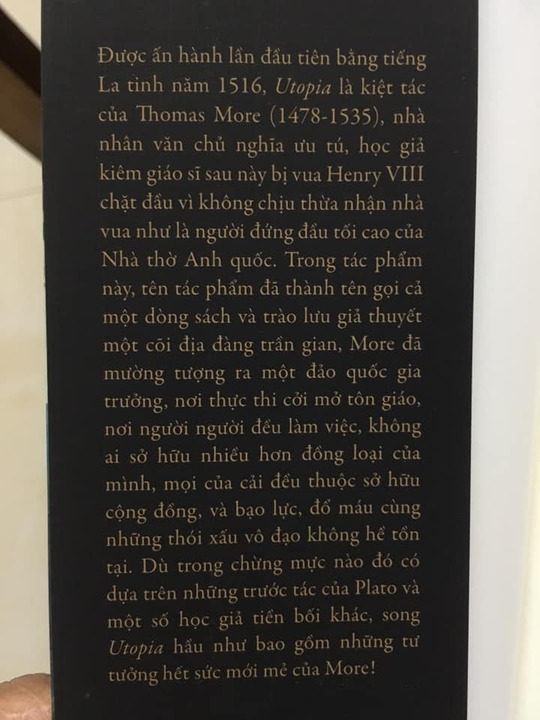 Được ấn hành lần đầu tiên bằng tiếng
La tinh năm 1516, Utopia là kiệt tác
của Thomas More (1478-1535), nhà
nhân văn chủ nghĩa ưu tú, học giả
kiêm giáo sĩ sau này bị vua Henry VIII
chặt đầu vì không chịu thừa nhận nhà
vua như là người đứng đầu tối cao của
Nhà thờ Anh quốc. Trong tác phẩm
này, tên tác phẩm đã thành tên gọi cả
một dòng sách và trào lưu giả thuyết
một cõi địa đàng trần gian, More đã
mường tượng ra một đảo quốc gia
trưởng, nơi thực thi cởi mở tôn giáo,
nơi người người đều làm việc, không
ai sở hữu nhiều hơn đồng loại của
mình, mọi của cải đều thuộc sở hữu
cộng đồng, và bạo lực, đổ máu cùng
những thói xấu vô đạo không hề tồn
tại. Dù trong chừng mực nào đó có
dựa trên những trước tác của Plato và
một số học giả tiền bối khác, song
Utopia hầu như bao gồm những tư
tưởng hết sức mới mẻ của More!